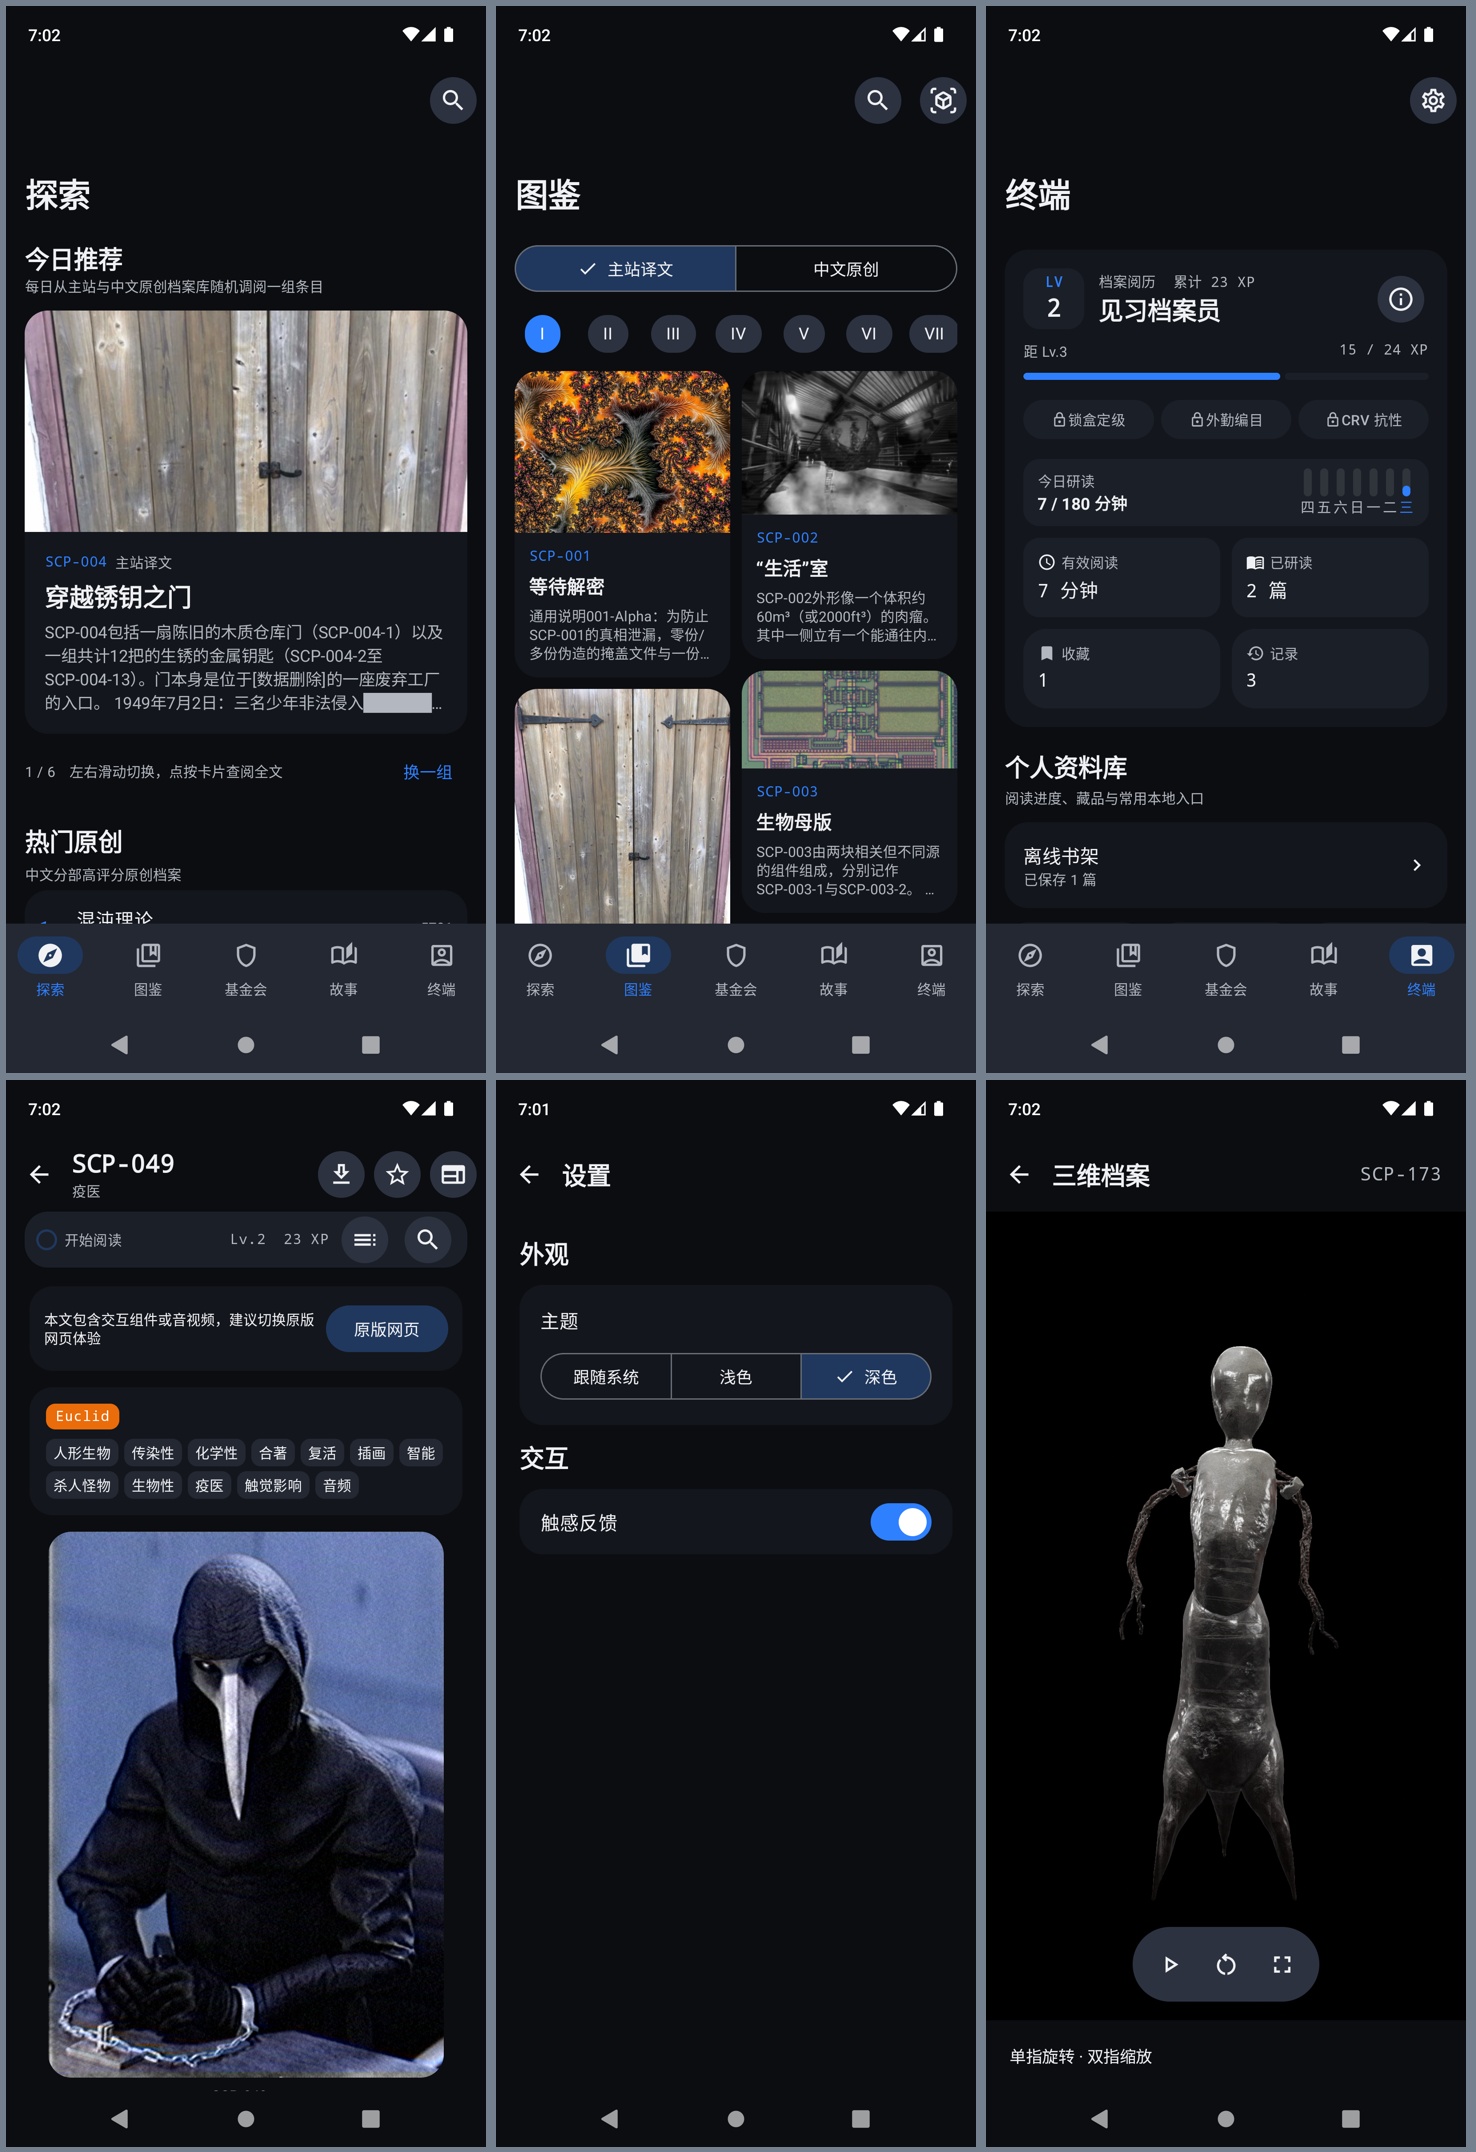 7:02
探索
今日推荐
每日从主站与中文原创档案库随机调阅一组条目
SCP-004 主站译文
穿越锈钥之门
SCP-004包括一扇陈旧的木质仓库门（SCP-004-1）以及
一组共计12把的生锈的金属钥匙（SCP-004-2至
SCP-004-13）。门本身是位于[数据删除]的一座废弃工厂
的入口。 1949年7月2日：三名少年非法侵入██████…
1 / 6 左右滑动切换，点按卡片查阅全文
换一组
热门原创
中文分部高评分原创档案
混沌理论
探索
图鉴
基金会
故事
终端
7:02
图鉴
主站译文
中文原创
I
II
III
IV
V
VI
VII
SCP-001
等待解密
通用说明001-Alpha：为防止
SCP-001的真相泄漏，零份/
多份伪造的掩盖文件与一份…
SCP-002
“生活”室
SCP-002外形像一个体积约
60m³（或2000ft³）的肉瘤。
其中一侧立有一个能通往内…
SCP-003
生物母版
SCP-003由两块相关但不同源
的组件组成，分别记作
SCP-003-1与SCP-003-2。 …
探索
图鉴
基金会
故事
终端
7:02
终端
LV
2
档案阅历 累计 23 XP
见习档案员
距 Lv.3
15 / 24 XP
锁盒定级
外勤编目
CRV 抗性
今日研读
7 / 180 分钟
四五六日一二三
有效阅读
7 分钟
已研读
2 篇
收藏
1
记录
3
个人资料库
阅读进度、藏品与常用本地入口
离线书架
已保存 1 篇
探索
图鉴
基金会
故事
终端
7:02
SCP-049
疫医
开始阅读
Lv.2 23 XP
本文包含交互组件或音视频，建议切换原版
网页体验
原版网页
Euclid
人形生物
传染性
化学性
合著
复活
插画
智能
杀人怪物
生物性
疫医
触觉影响
音频
7:01
设置
外观
主题
跟随系统
浅色
深色
交互
触感反馈
7:02
三维档案
SCP-173
单指旋转 · 双指缩放